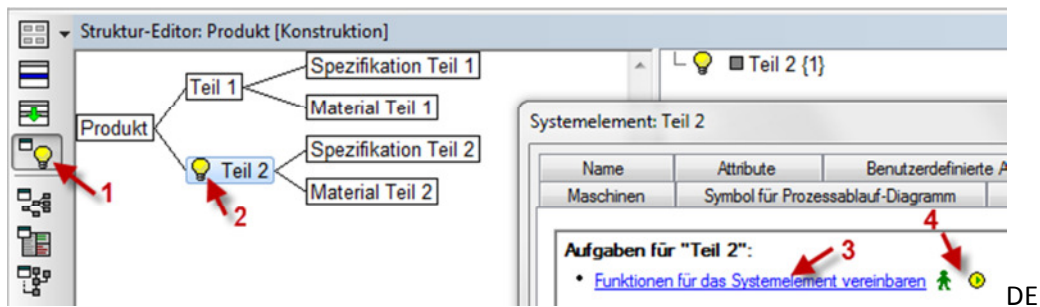 Struktur-Editor: Produkt [Konstruktion]
Produkt
Teil 1
Spezifikation Teil 1
Material Teil 1
Teil 2
Spezifikation Teil 2
Material Teil 2
1
2
Teil 2 {1}
Systemelement: Teil 2
Name Attribute Benutzerdefinierte
Maschinen Symbol für Prozessablauf-Diagramm
Aufgaben für "Teil 2":
3
4
• Funktionen für das Systemelement vereinbaren
DE